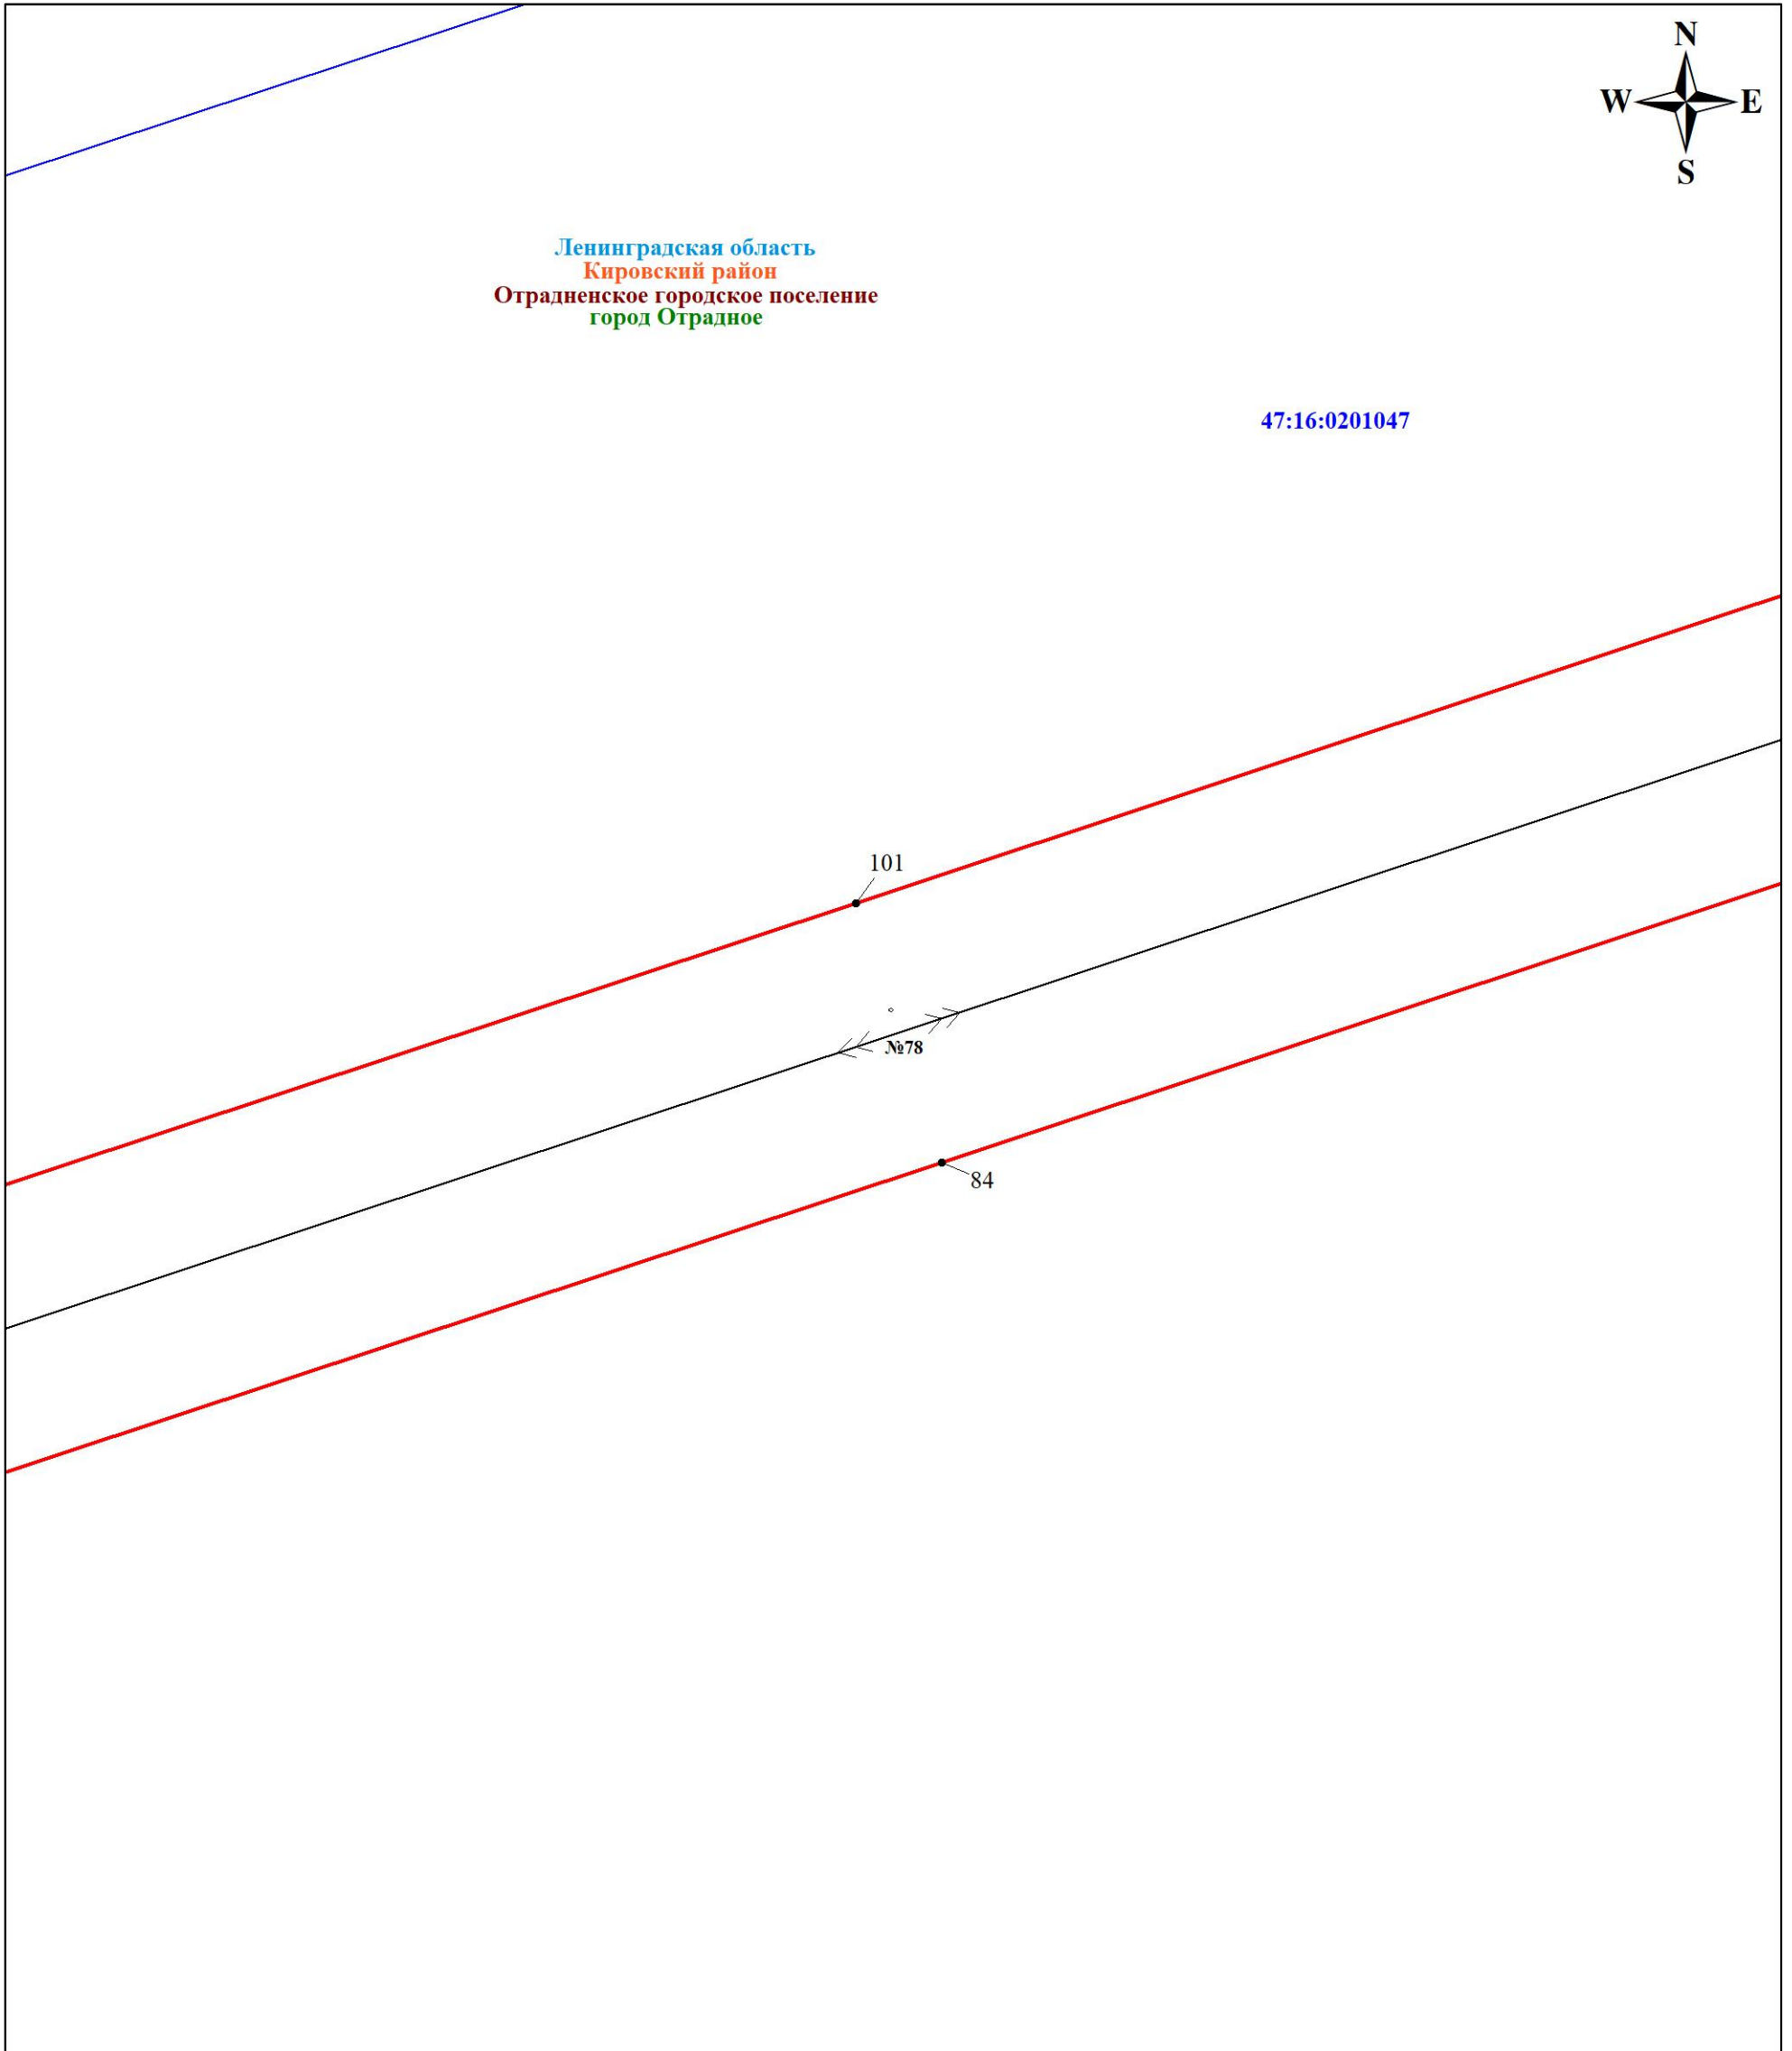 N
W E
S
Ленинградская область
Кировский район
Отрадненское городское поселение
город Отрадное
47:16:0201047
101
№78
84